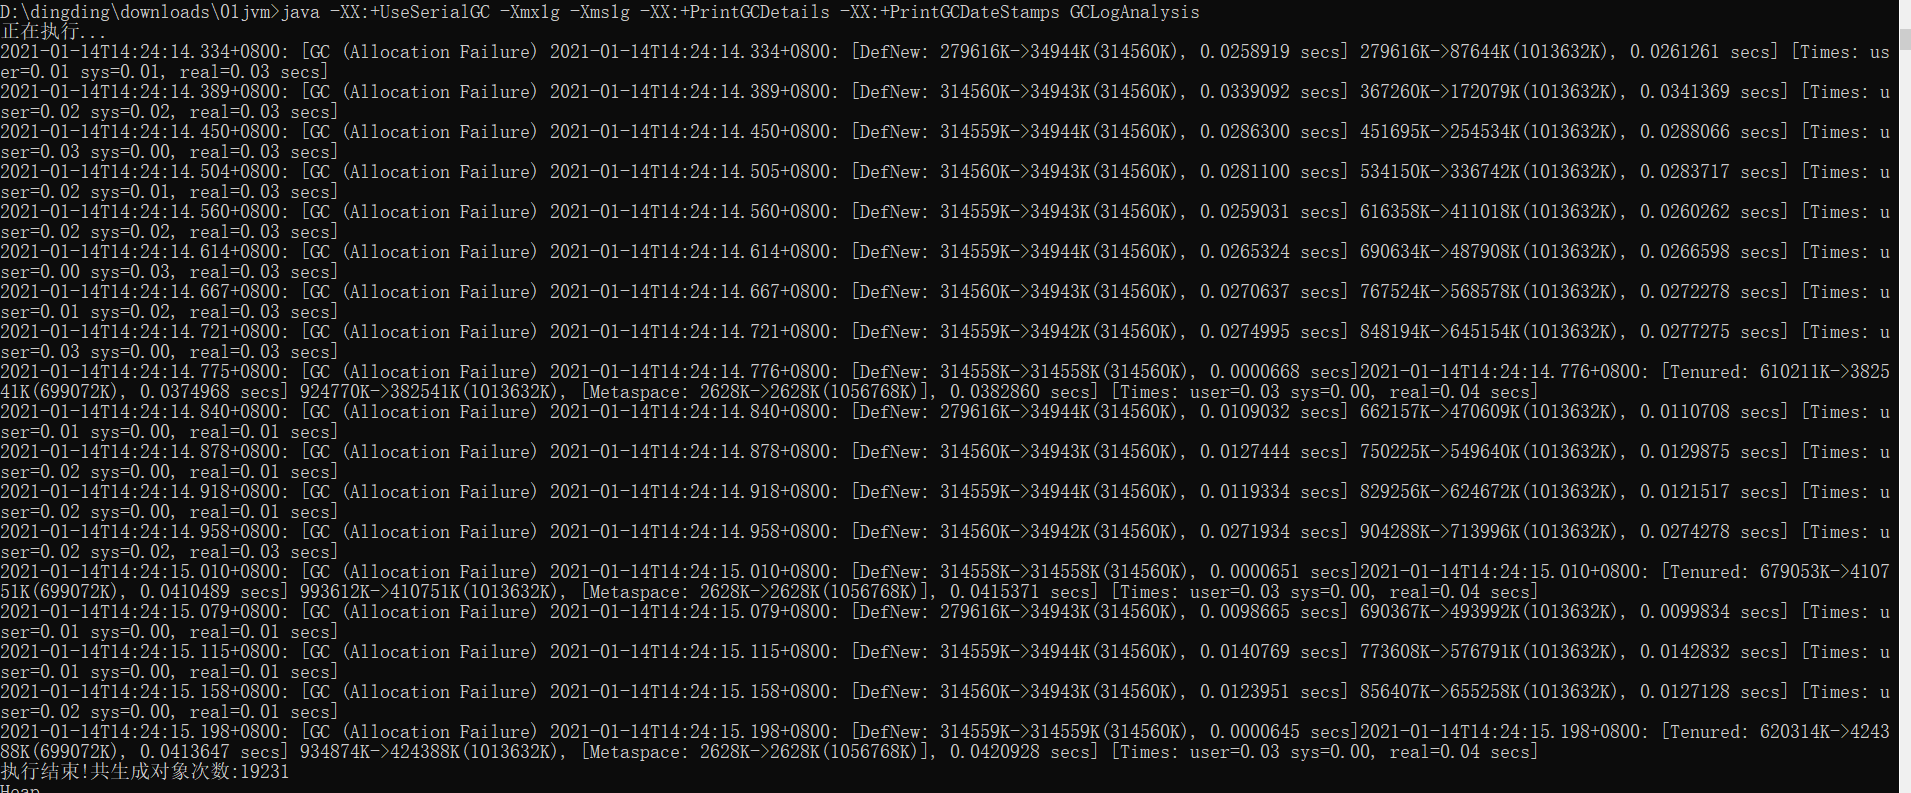 D:\dingding\downloads\01jvm>java -XX:+UseSerialGC -Xmx1g -Xms1g -XX:+PrintGCDetails -XX:+PrintGCDateStamps GCLogAnalysis
正在执行...
2021-01-14T14:24:14.334+0800: [GC (Allocation Failure) 2021-01-14T14:24:14.334+0800: [DefNew: 279616K->34944K(314560K), 0.0258919 secs] 279616K->87644K(1013632K), 0.0261261 secs] [Times: us
er=0.01 sys=0.01, real=0.03 secs]
2021-01-14T14:24:14.389+0800: [GC (Allocation Failure) 2021-01-14T14:24:14.389+0800: [DefNew: 314560K->34943K(314560K), 0.0339092 secs] 367260K->172079K(1013632K), 0.0341369 secs] [Times: u
ser=0.02 sys=0.02, real=0.03 secs]
2021-01-14T14:24:14.450+0800: [GC (Allocation Failure) 2021-01-14T14:24:14.450+0800: [DefNew: 314559K->34944K(314560K), 0.0286300 secs] 451695K->254534K(1013632K), 0.0288066 secs] [Times: u
ser=0.03 sys=0.00, real=0.03 secs]
2021-01-14T14:24:14.504+0800: [GC (Allocation Failure) 2021-01-14T14:24:14.505+0800: [DefNew: 314560K->34943K(314560K), 0.0281100 secs] 534150K->336742K(1013632K), 0.0283717 secs] [Times: u
ser=0.02 sys=0.01, real=0.03 secs]
2021-01-14T14:24:14.560+0800: [GC (Allocation Failure) 2021-01-14T14:24:14.560+0800: [DefNew: 314559K->34943K(314560K), 0.0259031 secs] 616358K->411018K(1013632K), 0.0260262 secs] [Times: u
ser=0.02 sys=0.02, real=0.03 secs]
2021-01-14T14:24:14.614+0800: [GC (Allocation Failure) 2021-01-14T14:24:14.614+0800: [DefNew: 314559K->34944K(314560K), 0.0265324 secs] 690634K->487908K(1013632K), 0.0266598 secs] [Times: u
ser=0.00 sys=0.03, real=0.03 secs]
2021-01-14T14:24:14.667+0800: [GC (Allocation Failure) 2021-01-14T14:24:14.667+0800: [DefNew: 314560K->34943K(314560K), 0.0270637 secs] 767524K->568578K(1013632K), 0.0272278 secs] [Times: u
ser=0.01 sys=0.02, real=0.03 secs]
2021-01-14T14:24:14.721+0800: [GC (Allocation Failure) 2021-01-14T14:24:14.721+0800: [DefNew: 314559K->34942K(314560K), 0.0274995 secs] 848194K->645154K(1013632K), 0.0277275 secs] [Times: u
ser=0.03 sys=0.00, real=0.03 secs]
2021-01-14T14:24:14.775+0800: [GC (Allocation Failure) 2021-01-14T14:24:14.776+0800: [DefNew: 314558K->314558K(314560K), 0.0000668 secs]2021-01-14T14:24:14.776+0800: [Tenured: 610211K->3825
41K(699072K), 0.0374968 secs] 924770K->382541K(1013632K), [Metaspace: 2628K->2628K(1056768K)], 0.0382860 secs] [Times: user=0.03 sys=0.00, real=0.04 secs]
2021-01-14T14:24:14.840+0800: [GC (Allocation Failure) 2021-01-14T14:24:14.840+0800: [DefNew: 279616K->34944K(314560K), 0.0109032 secs] 662157K->470609K(1013632K), 0.0110708 secs] [Times: u
ser=0.01 sys=0.00, real=0.01 secs]
2021-01-14T14:24:14.878+0800: [GC (Allocation Failure) 2021-01-14T14:24:14.878+0800: [DefNew: 314560K->34943K(314560K), 0.0127444 secs] 750225K->549640K(1013632K), 0.0129875 secs] [Times: u
ser=0.02 sys=0.00, real=0.01 secs]
2021-01-14T14:24:14.918+0800: [GC (Allocation Failure) 2021-01-14T14:24:14.918+0800: [DefNew: 314559K->34944K(314560K), 0.0119334 secs] 829256K->624672K(1013632K), 0.0121517 secs] [Times: u
ser=0.02 sys=0.00, real=0.01 secs]
2021-01-14T14:24:14.958+0800: [GC (Allocation Failure) 2021-01-14T14:24:14.958+0800: [DefNew: 314560K->34942K(314560K), 0.0271934 secs] 904288K->713996K(1013632K), 0.0274278 secs] [Times: u
ser=0.02 sys=0.02, real=0.03 secs]
2021-01-14T14:24:15.010+0800: [GC (Allocation Failure) 2021-01-14T14:24:15.010+0800: [DefNew: 314558K->314558K(314560K), 0.0000651 secs]2021-01-14T14:24:15.010+0800: [Tenured: 679053K->4107
51K(699072K), 0.0410489 secs] 993612K->410751K(1013632K), [Metaspace: 2628K->2628K(1056768K)], 0.0415371 secs] [Times: user=0.03 sys=0.00, real=0.04 secs]
2021-01-14T14:24:15.079+0800: [GC (Allocation Failure) 2021-01-14T14:24:15.079+0800: [DefNew: 279616K->34943K(314560K), 0.0098665 secs] 690367K->493992K(1013632K), 0.0099834 secs] [Times: u
ser=0.01 sys=0.00, real=0.01 secs]
2021-01-14T14:24:15.115+0800: [GC (Allocation Failure) 2021-01-14T14:24:15.115+0800: [DefNew: 314559K->34944K(314560K), 0.0140769 secs] 773608K->576791K(1013632K), 0.0142832 secs] [Times: u
ser=0.01 sys=0.00, real=0.01 secs]
2021-01-14T14:24:15.158+0800: [GC (Allocation Failure) 2021-01-14T14:24:15.158+0800: [DefNew: 314560K->34943K(314560K), 0.0123951 secs] 856407K->655258K(1013632K), 0.0127128 secs] [Times: u
ser=0.02 sys=0.00, real=0.01 secs]
2021-01-14T14:24:15.198+0800: [GC (Allocation Failure) 2021-01-14T14:24:15.198+0800: [DefNew: 314559K->314559K(314560K), 0.0000645 secs]2021-01-14T14:24:15.198+0800: [Tenured: 620314K->4243
88K(699072K), 0.0413647 secs] 934874K->424388K(1013632K), [Metaspace: 2628K->2628K(1056768K)], 0.0420928 secs] [Times: user=0.03 sys=0.00, real=0.04 secs]
执行结束!共生成对象次数:19231
Heap